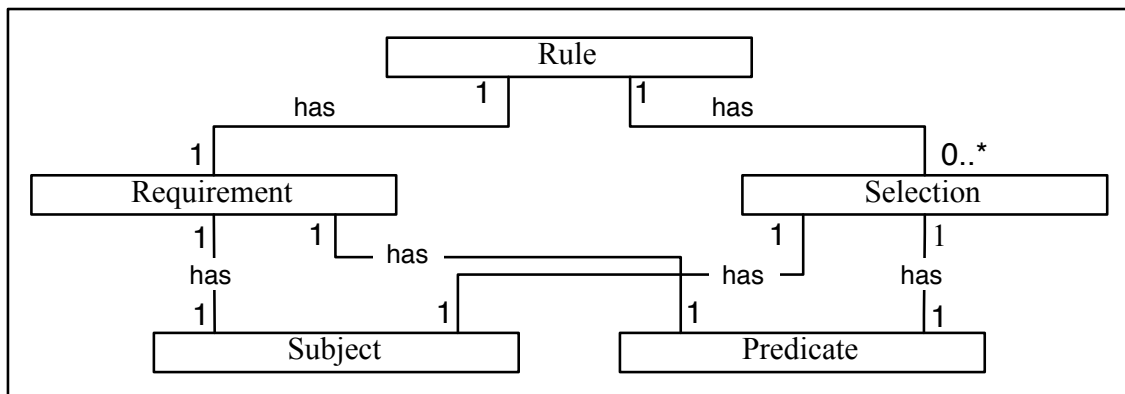 Rule
1 1
has has
1 0..*
Requirement Selection
1 1 1 1
has has has has
1 1 1 1
Subject Predicate